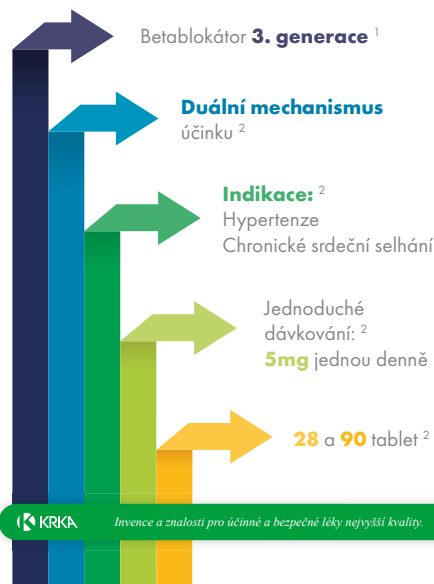 Betablokátor 3. generace ¹
Duální mechanismus
účinku ²
Indikace: ²
Hypertenze
Chronické srdeční selhání
Jednoduché
dávkování: ²
5mg jednou denně
28 a 90 tablet ²
KRKA Invence a znalosti pro účinné a bezpečné léky nejvyšší kvality.